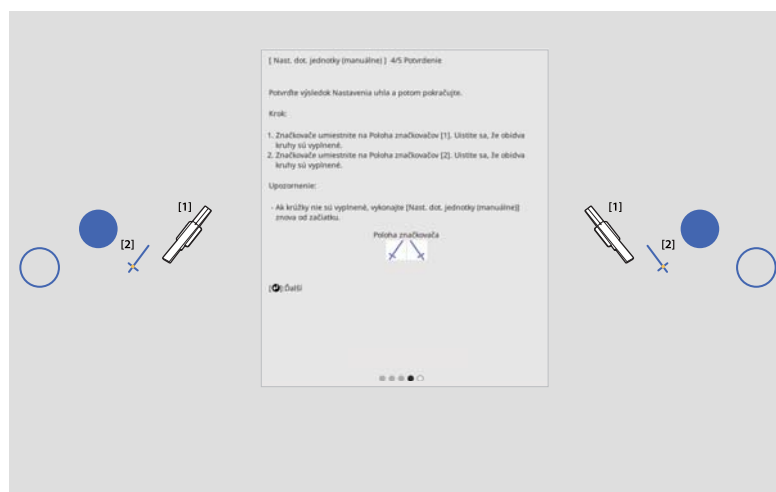 [ Nast. dot. jednotky (manuálne) ] 4/5 Potvrdenie
Potvrďte výsledok Nastavenia uhla a potom pokračujte.
Krok:
1. Značkovače umiestnite na Poloha značkovačov [1]. Uistite sa, že obidva
kruhy sú vyplnené.
2. Značkovače umiestnite na Poloha značkovačov [2]. Uistite sa, že obidva
kruhy sú vyplnené.
Upozornenie:
- Ak krúžky nie sú vyplnené, vykonajte [Nast. dot. jednotky (manuálne)]
znova od začiatku.
Poloha značkovača
[ ]:Ďalší
[1]
[2]
[1]
[2]